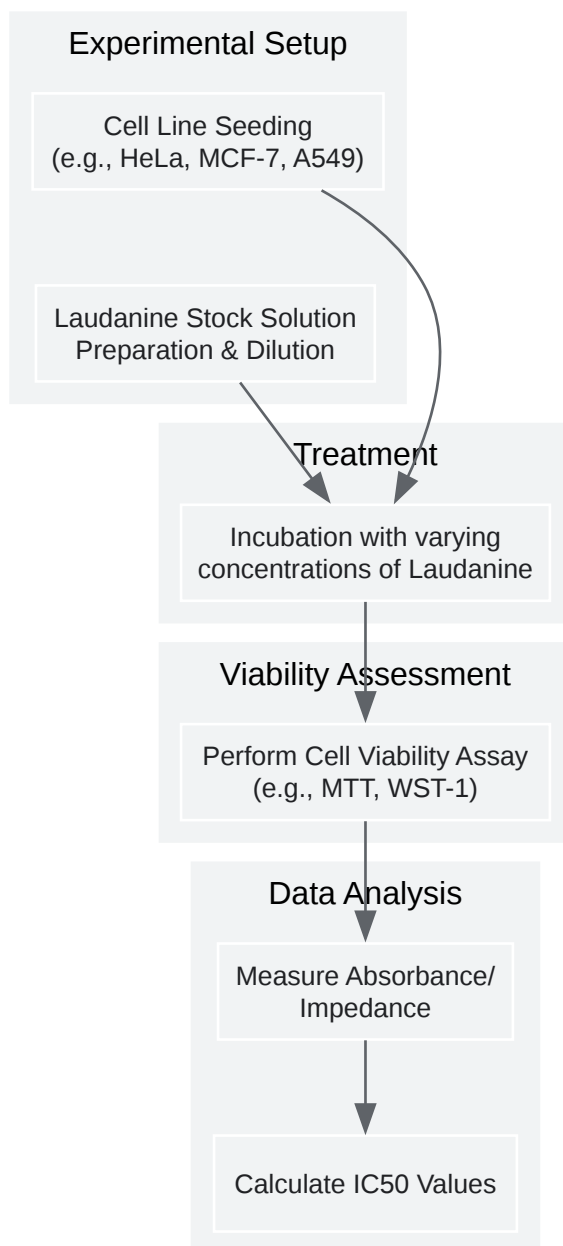 Experimental Setup
Cell Line Seeding
(e.g., HeLa, MCF-7, A549)
Laudanine Stock Solution
Preparation & Dilution
Treatment
Incubation with varying
concentrations of Laudanine
Viability Assessment
Perform Cell Viability Assay
(e.g., MTT, WST-1)
Data Analysis
Measure Absorbance/
Impedance
Calculate IC50 Values